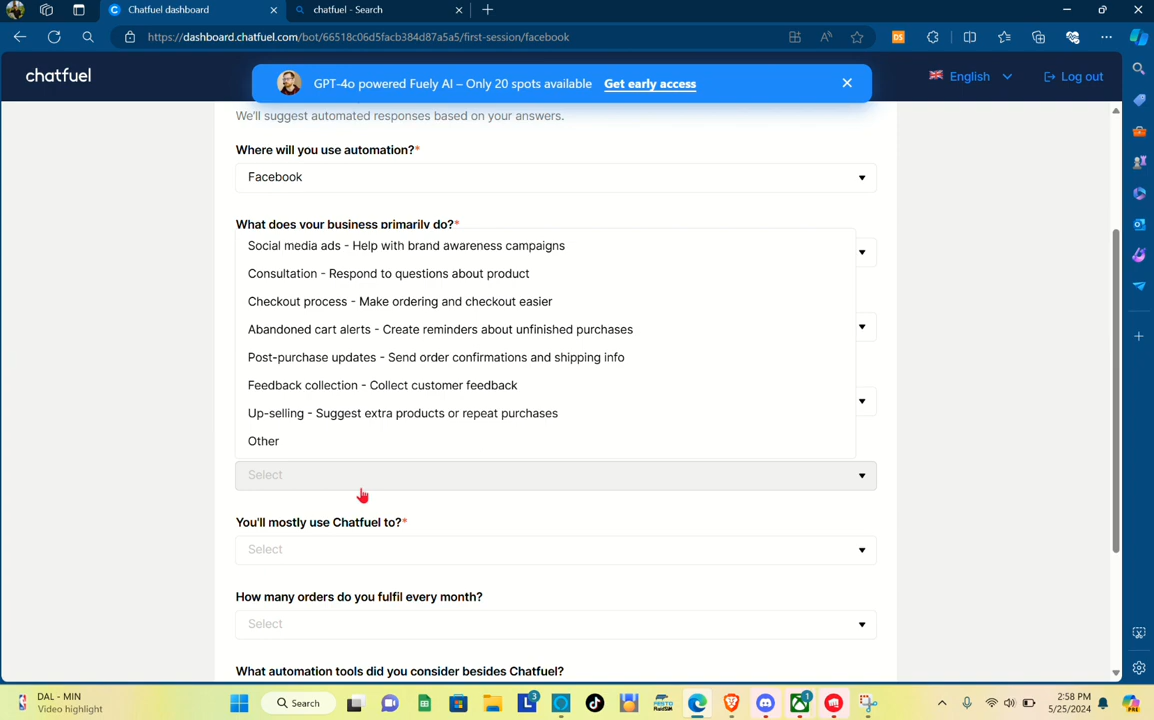 Chatfuel dashboard
chatfuel - Search
https://dashboard.chatfuel.com/bot/66518c06d5facb384d87a5a5/first-session/facebook
chatfuel
GPT-4o powered Fuely AI – Only 20 spots available Get early access
English
Log out
We'll suggest automated responses based on your answers.
Where will you use automation?*
Facebook
What does your business primarily do?*
Social media ads - Help with brand awareness campaigns
Consultation - Respond to questions about product
Checkout process - Make ordering and checkout easier
Abandoned cart alerts - Create reminders about unfinished purchases
Post-purchase updates - Send order confirmations and shipping info
Feedback collection - Collect customer feedback
Up-selling - Suggest extra products or repeat purchases
Other
Select
You'll mostly use Chatfuel to?*
Select
How many orders do you fulfil every month?
Select
What automation tools did you consider besides Chatfuel?
DAL - MIN
Video highlight
Search
3
1
2:58 PM
5/25/2024
PRE